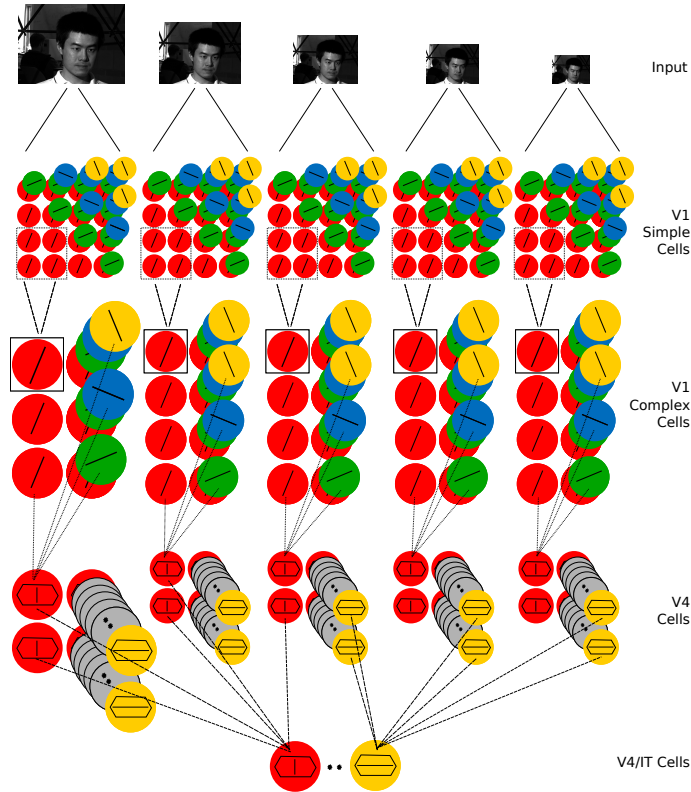 Input
V1
Simple
Cells
V1
Complex
Cells
V4
Cells
V4/IT Cells